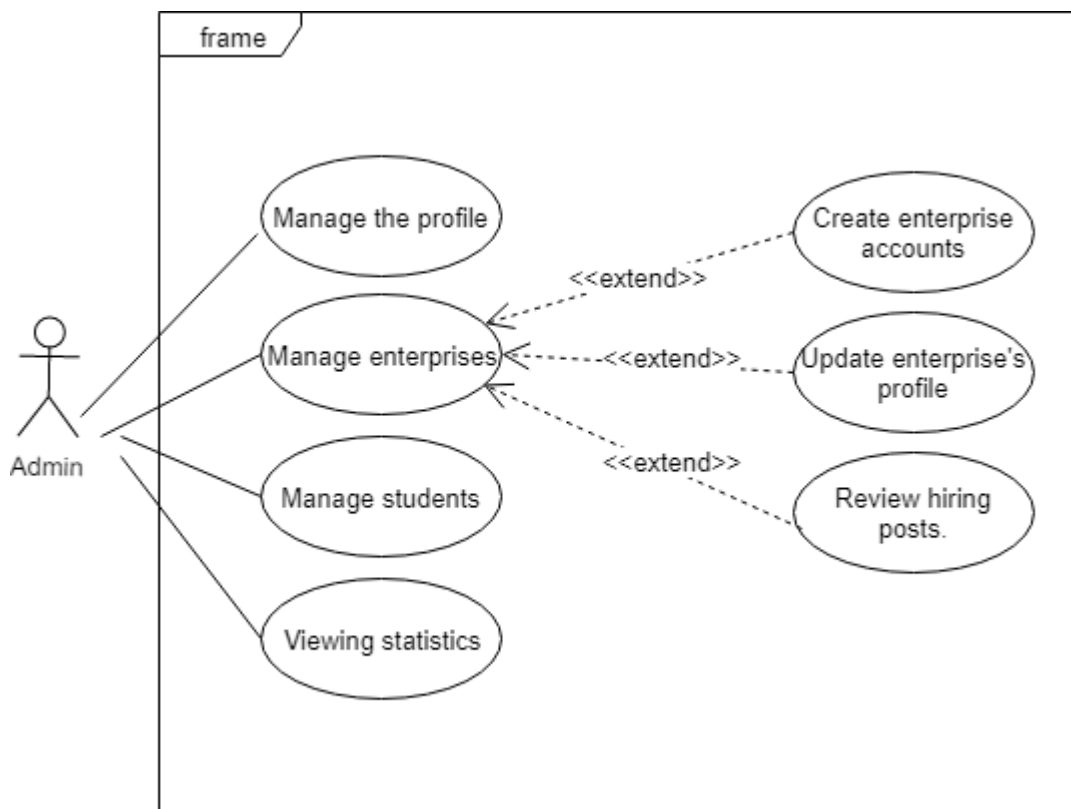 frame
Manage the profile
Create enterprise
accounts
<<extend>>
Manage enterprises
<<extend>>
Update enterprise's
profile
<<extend>>
Admin
Manage students
Review hiring
posts.
Viewing statistics